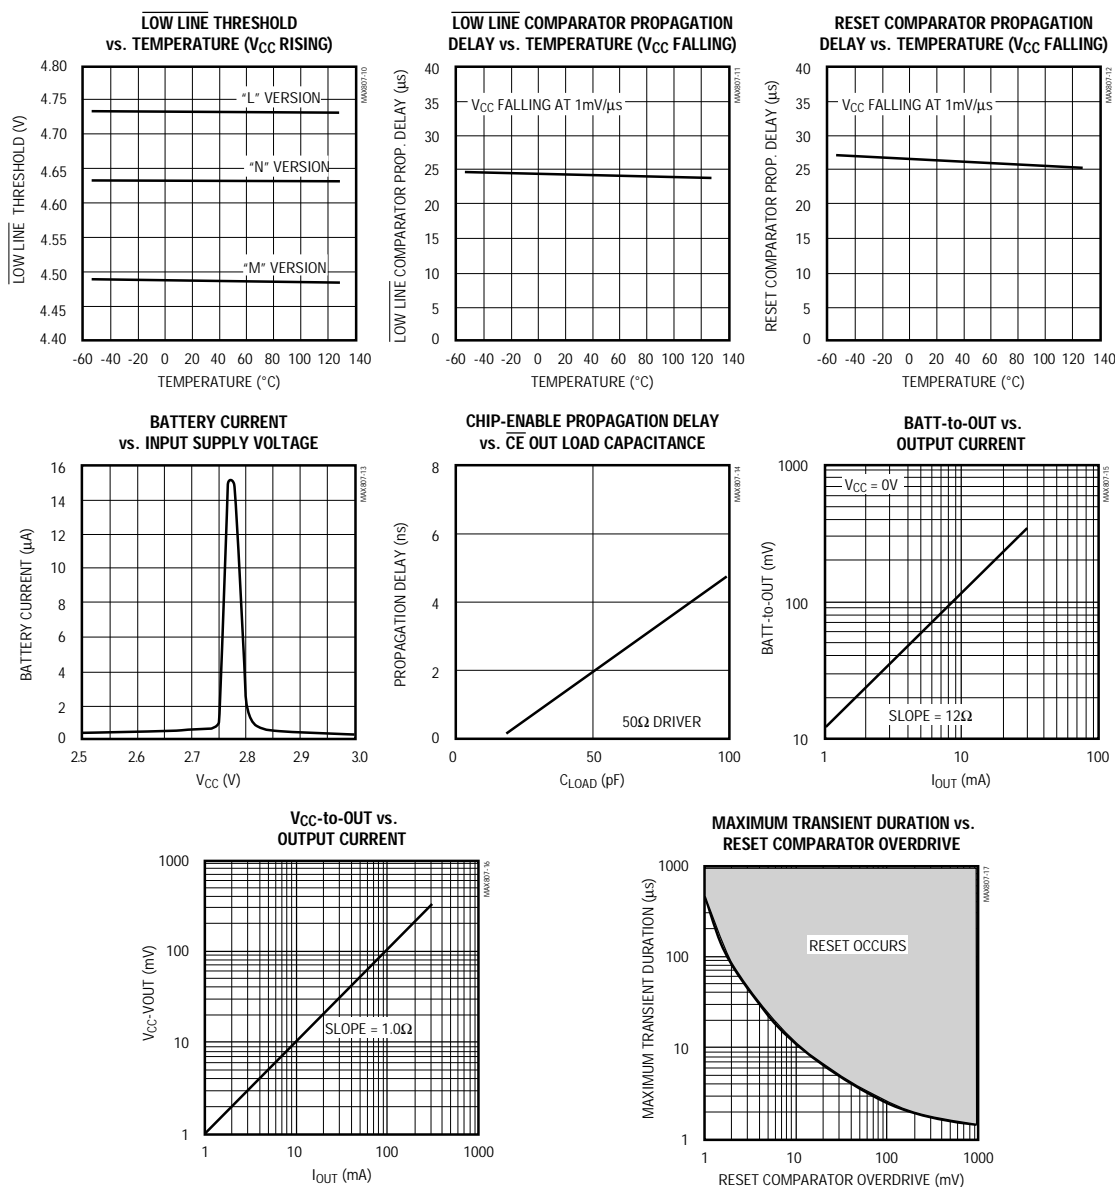 LOW LINE THRESHOLD
vs. TEMPERATURE (VCC RISING)
4.80
4.75
4.70
4.65
4.60
4.55
4.50
4.45
4.40
LOW LINE THRESHOLD (V)
"L" VERSION
"N" VERSION
"M" VERSION
-60 -40 -20 0 20 40 60 80 100 120 140
TEMPERATURE (°C)
MAX807-10
LOW LINE COMPARATOR PROPAGATION
DELAY vs. TEMPERATURE (VCC FALLING)
40
35
30
25
20
15
10
5
0
LOW LINE COMPARATOR PROP. DELAY (µs)
VCC FALLING AT 1mV/µs
-60 -40 -20 0 20 40 60 80 100 120 140
TEMPERATURE (°C)
MAX807-11
RESET COMPARATOR PROPAGATION
DELAY vs. TEMPERATURE (VCC FALLING)
40
35
30
25
20
15
10
5
0
RESET COMPARATOR PROP. DELAY (µs)
VCC FALLING AT 1mV/µs
-60 -40 -20 0 20 40 60 80 100 120 140
TEMPERATURE (°C)
MAX807-12
BATTERY CURRENT
vs. INPUT SUPPLY VOLTAGE
16
14
12
10
8
6
4
2
0
BATTERY CURRENT (µA)
2.5 2.6 2.7 2.8 2.9 3.0
VCC (V)
MAX807-13
CHIP-ENABLE PROPAGATION DELAY
vs. CE OUT LOAD CAPACITANCE
8
6
4
2
0
PROPAGATION DELAY (ns)
50Ω DRIVER
0 50 100
CLOAD (pF)
MAX807-14
BATT-to-OUT vs.
OUTPUT CURRENT
1000
100
10
BATT-to-OUT (mV)
VCC = 0V
SLOPE = 12Ω
1 10 100
IOUT (mA)
MAX807-15
VCC-to-OUT vs.
OUTPUT CURRENT
1000
100
10
1
VCC-VOUT (mV)
SLOPE = 1.0Ω
1 10 100 1000
IOUT (mA)
MAX807-16
MAXIMUM TRANSIENT DURATION vs.
RESET COMPARATOR OVERDRIVE
1000
100
10
1
MAXIMUM TRANSIENT DURATION (µs)
RESET OCCURS
1 10 100 1000
RESET COMPARATOR OVERDRIVE (mV)
MAX807-17